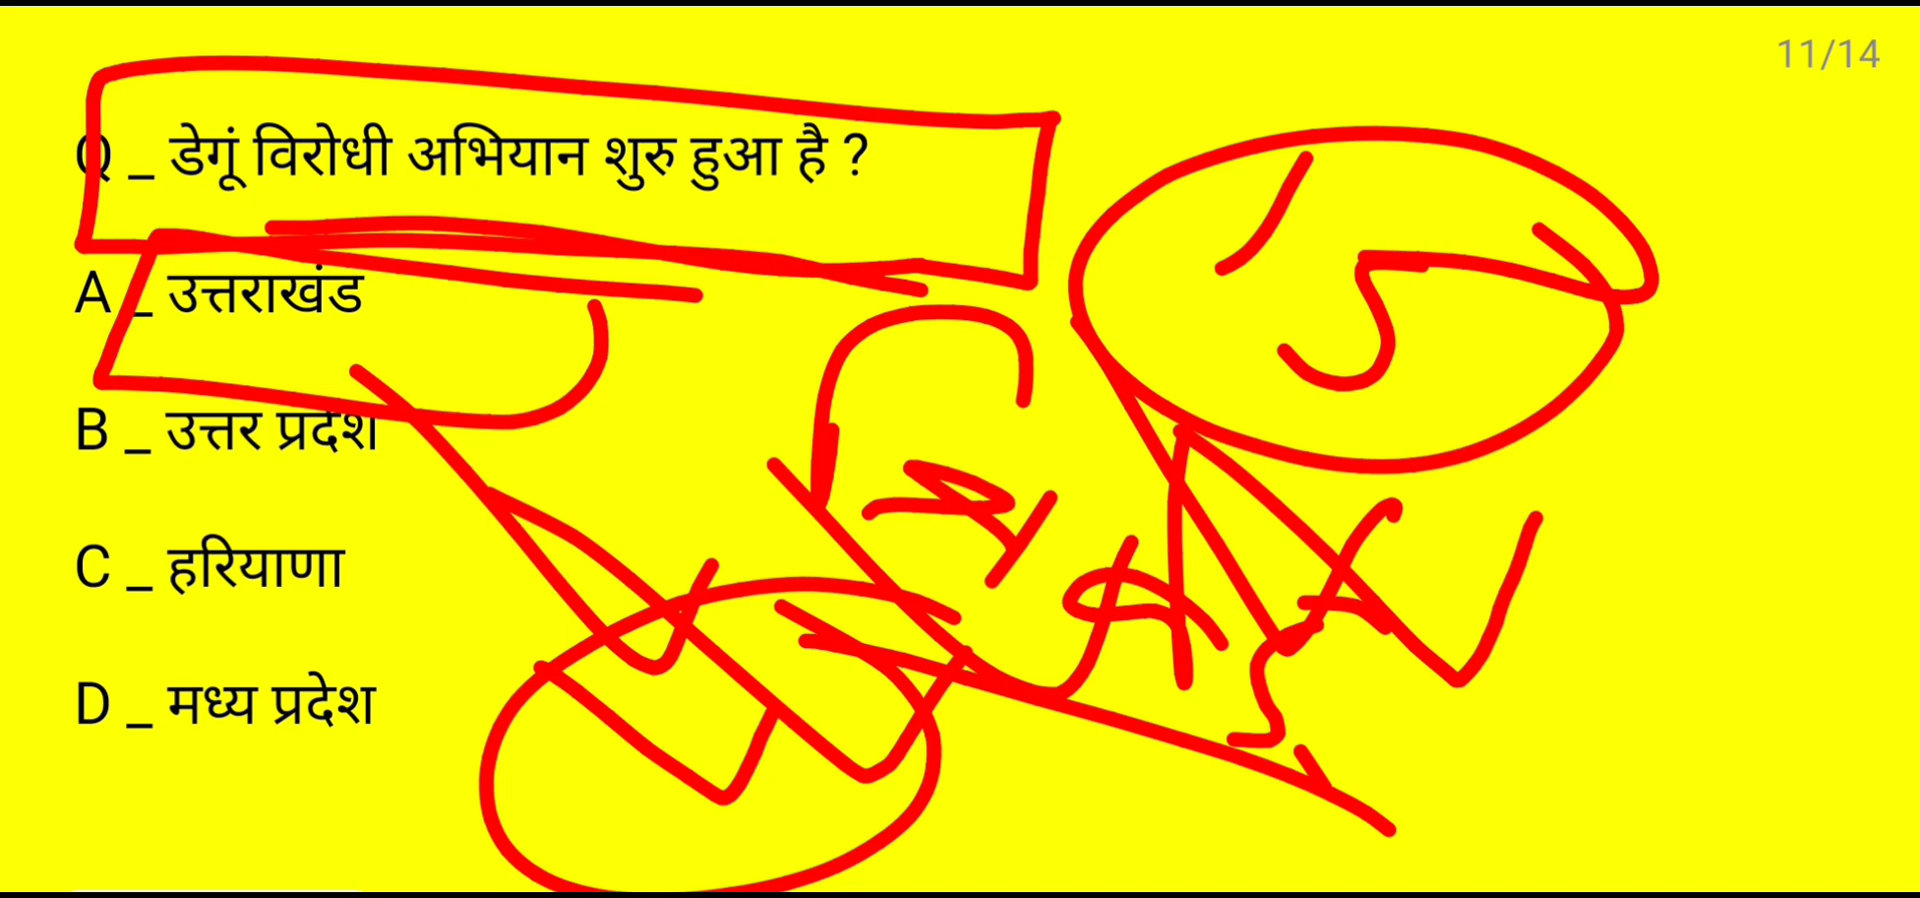 11/14
Q _ डेगूं विरोधी अभियान शुरु हुआ है ?
A _ उत्तराखंड
B _ उत्तर प्रदेश
C _ हरियाणा
D _ मध्य प्रदेश